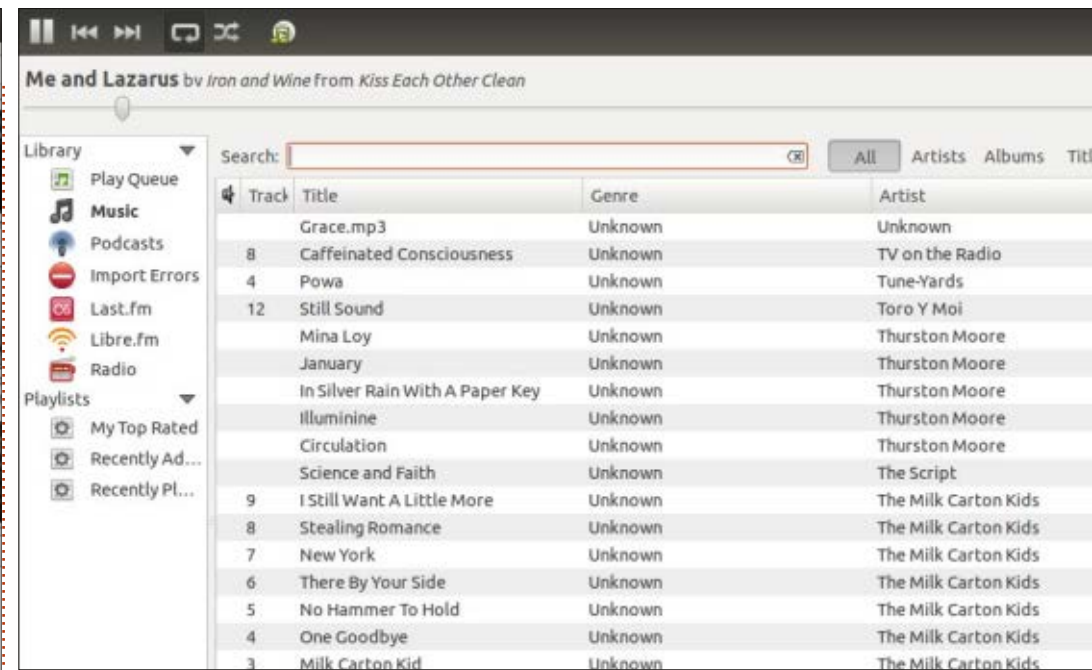 Me and Lazarus by Iron and Wine from Kiss Each Other Clean
Library
Play Queue
Music
Podcasts
Import Errors
Last.fm
Libre.fm
Radio
Playlists
My Top Rated
Recently Ad...
Recently Pl...
Search:
All Artists Albums Titl
Track Title Genre Artist
Grace.mp3 Unknown Unknown
8 Caffeinated Consciousness Unknown TV on the Radio
4 Powa Unknown Tune-Yards
12 Still Sound Unknown Toro Y Moi
Mina Loy Unknown Thurston Moore
January Unknown Thurston Moore
In Silver Rain With A Paper Key Unknown Thurston Moore
Illuminine Unknown Thurston Moore
Circulation Unknown Thurston Moore
Science and Faith Unknown The Script
9 I Still Want A Little More Unknown The Milk Carton Kids
8 Stealing Romance Unknown The Milk Carton Kids
7 New York Unknown The Milk Carton Kids
6 There By Your Side Unknown The Milk Carton Kids
5 No Hammer To Hold Unknown The Milk Carton Kids
4 One Goodbye Unknown The Milk Carton Kids
3 Milk Carton Kid Unknown The Milk Carton Kids